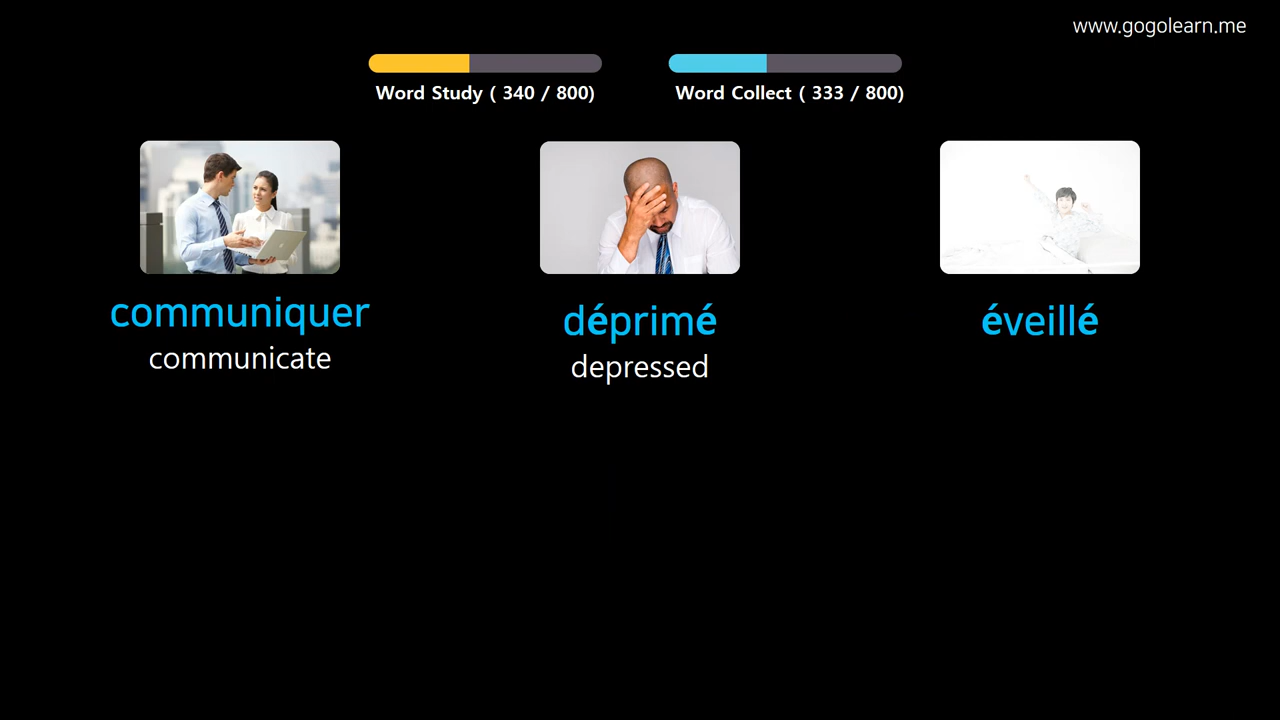 www.gogolearn.me
Word Study ( 340 / 800)
Word Collect ( 333 / 800)
communiquer
communicate
déprimé
depressed
éveillé